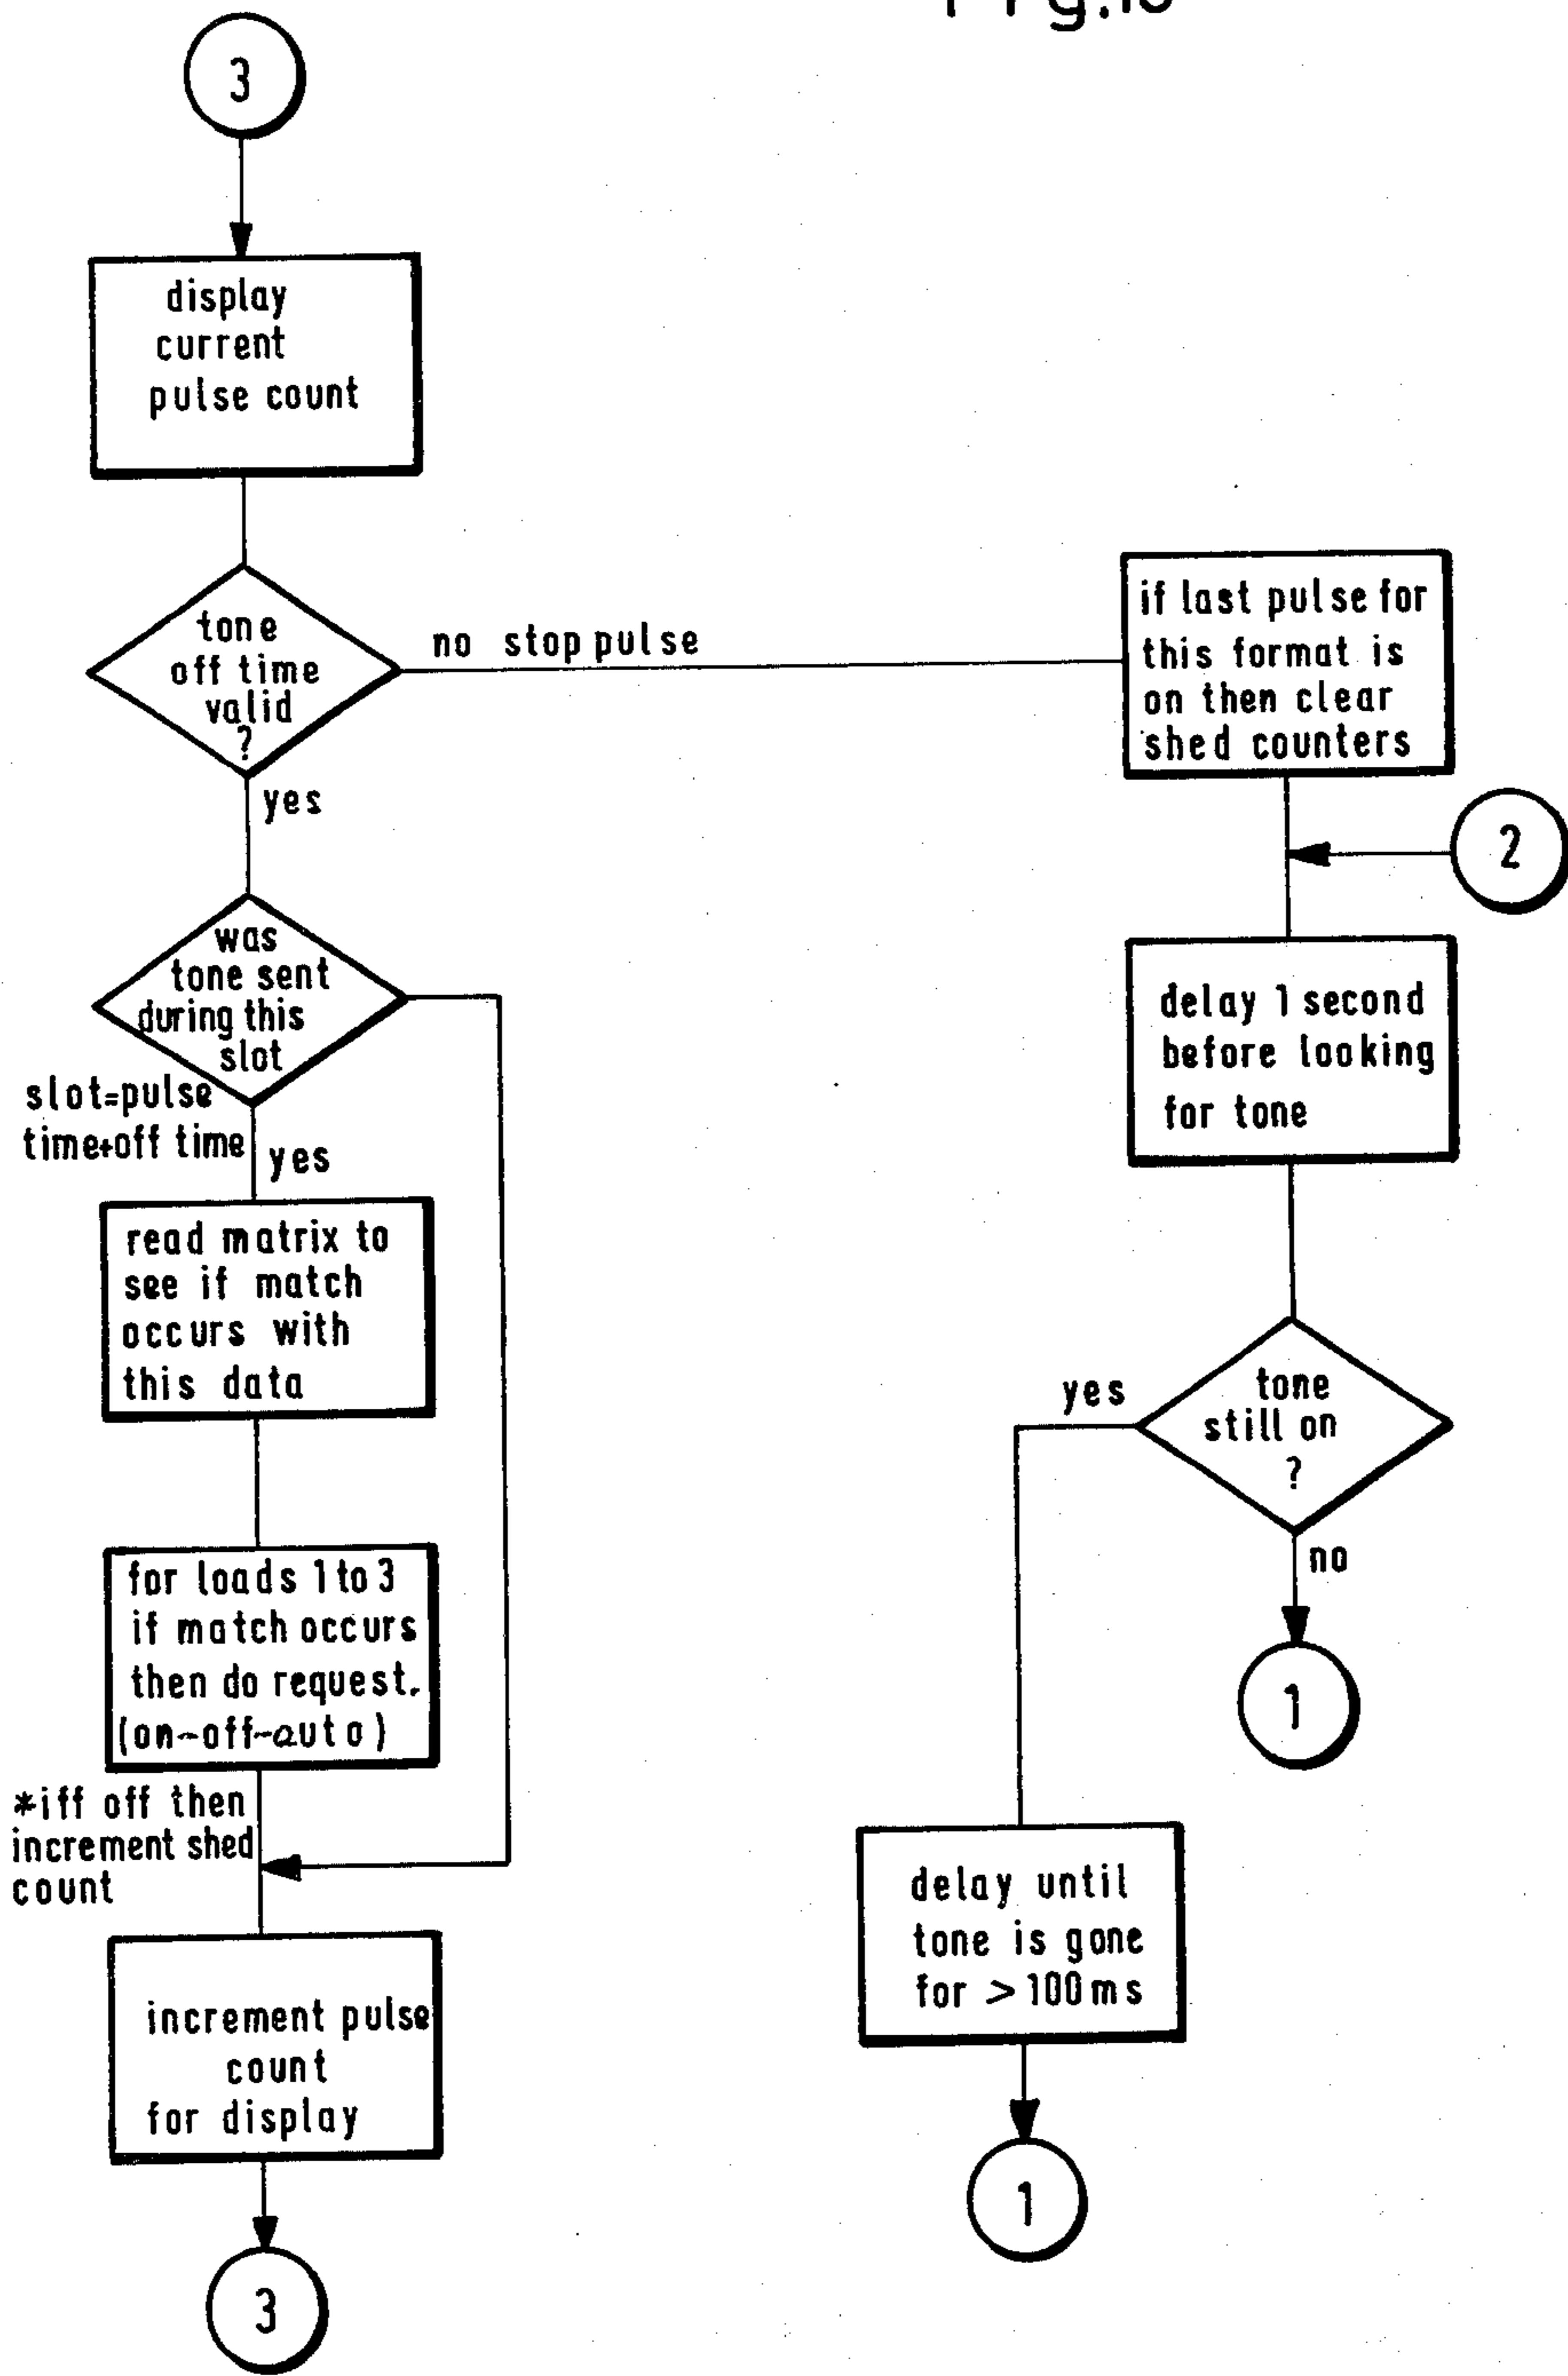 3
display
current
pulse count
tone
off time
valid
?
no stop pulse
yes
was
tone sent
during this
slot
slot=pulse
time+off time
yes
read matrix to
see if match
occurs with
this data
for loads 1 to 3
if match occurs
then do request.
(on-off-auto)
*iff off then
increment shed
count
increment pulse
count
for display
3
if last pulse for
this format is
on then clear
shed counters
2
delay 1 second
before looking
for tone
tone
still on
?
yes
no
1
delay until
tone is gone
for >100ms
1